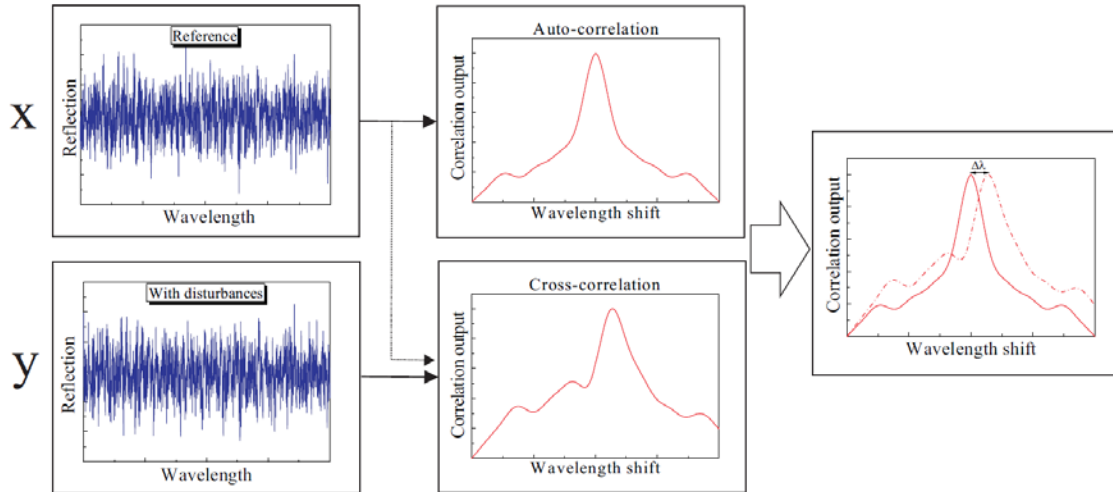 x
Reference
Reflection
Wavelength
Auto-correlation
Correlation output
Wavelength shift
y
With disturbances
Reflection
Wavelength
Cross-correlation
Correlation output
Wavelength shift
Δλ
Correlation output
Wavelength shift